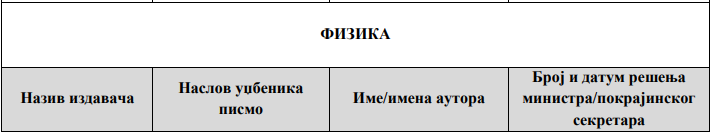 ФИЗИКА
Назив издавача
Наслов уџбеника
писмо
Име/имена аутора
Број и датум решења
министра/покрајинског
секретара